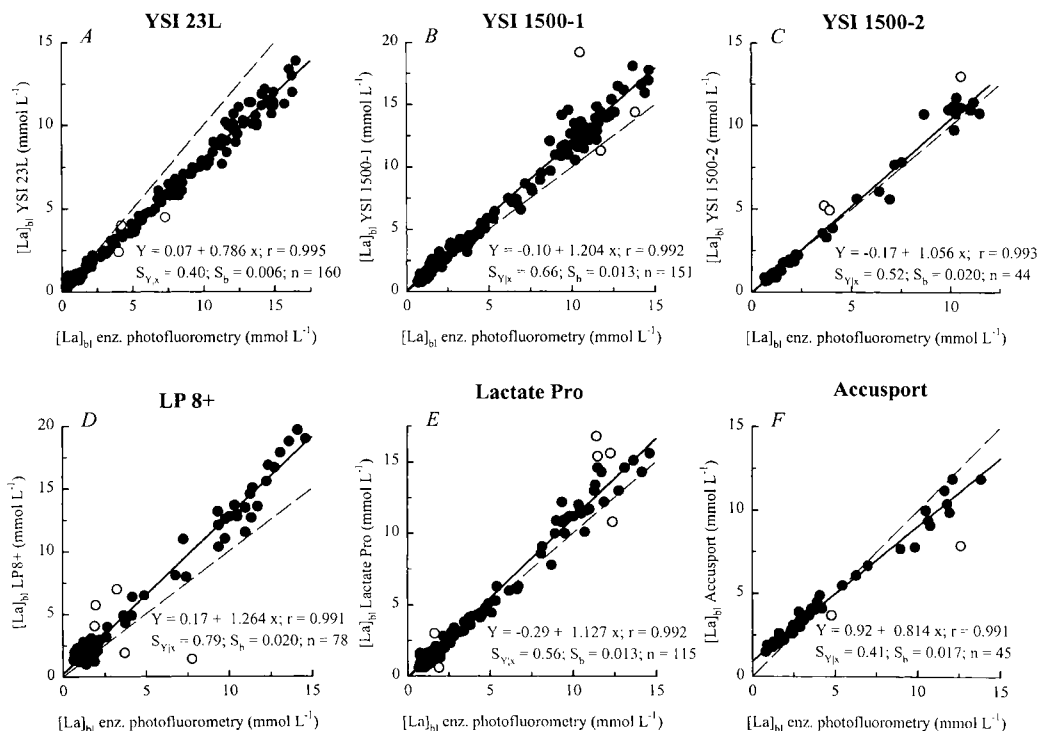 YSI 23L
YSI 1500-1
YSI 1500-2
A
B
C
[La]bl YSI 23L (mmol L-1)
15
10
5
0
Y = 0.07 + 0.786 x; r = 0.995
SY,x = 0.40; Sb = 0.006; n = 160
0 5 10 15
[La]bl enz. photofluorometry (mmol L-1)
[La]bl YSI 1500-1 (mmol L-1)
20
15
10
5
0
Y = -0.10 + 1.204 x; r = 0.992
SY|x = 0.66; Sb = 0.013; n = 151
0 5 10 15
[La]bl enz. photofluorometry (mmol L-1)
[La]bl YSI 1500-2 (mmol L-1)
15
10
5
0
Y = -0.17 + 1.056 x; r = 0.993
SY|x = 0.52; Sb = 0.020; n = 44
0 5 10
[La]bl enz. photofluorometry (mmol L-1)
LP 8+
Lactate Pro
Accusport
D
E
F
[La]bl LP8+ (mmol L-1)
20
15
10
5
0
Y = 0.17 + 1.264 x; r = 0.991
SY|x = 0.79; Sb = 0.020; n = 78
0 5 10 15
[La]bl enz. photofluorometry (mmol L-1)
[La]bl Lactate Pro (mmol L-1)
20
15
10
5
0
Y = -0.29 + 1.127 x; r = 0.992
SY|x = 0.56; Sb = 0.013; n = 115
0 5 10 15
[La]bl enz. photofluorometry (mmol L-1)
[La]bl Accusport (mmol L-1)
15
10
5
0
Y = 0.92 + 0.814 x; r = 0.991
SY|x = 0.41; Sb = 0.017; n = 45
0 5 10 15
[La]bl enz. photofluorometry (mmol L-1)